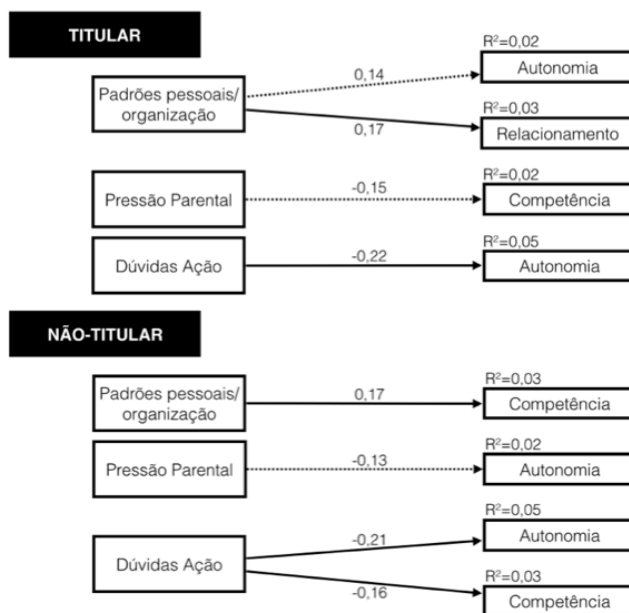 TITULAR
R²=0,02
Padrões pessoais/
organização
0,14
Autonomia
R²=0,03
0,17
Relacionamento
R²=0,02
Pressão Parental
-0,15
Competência
R²=0,05
Dúvidas Ação
-0,22
Autonomia
NÃO-TITULAR
R²=0,03
Padrões pessoais/
organização
0,17
Competência
R²=0,02
Pressão Parental
-0,13
Autonomia
R²=0,05
-0,21
Autonomia
Dúvidas Ação
R²=0,03
-0,16
Competência